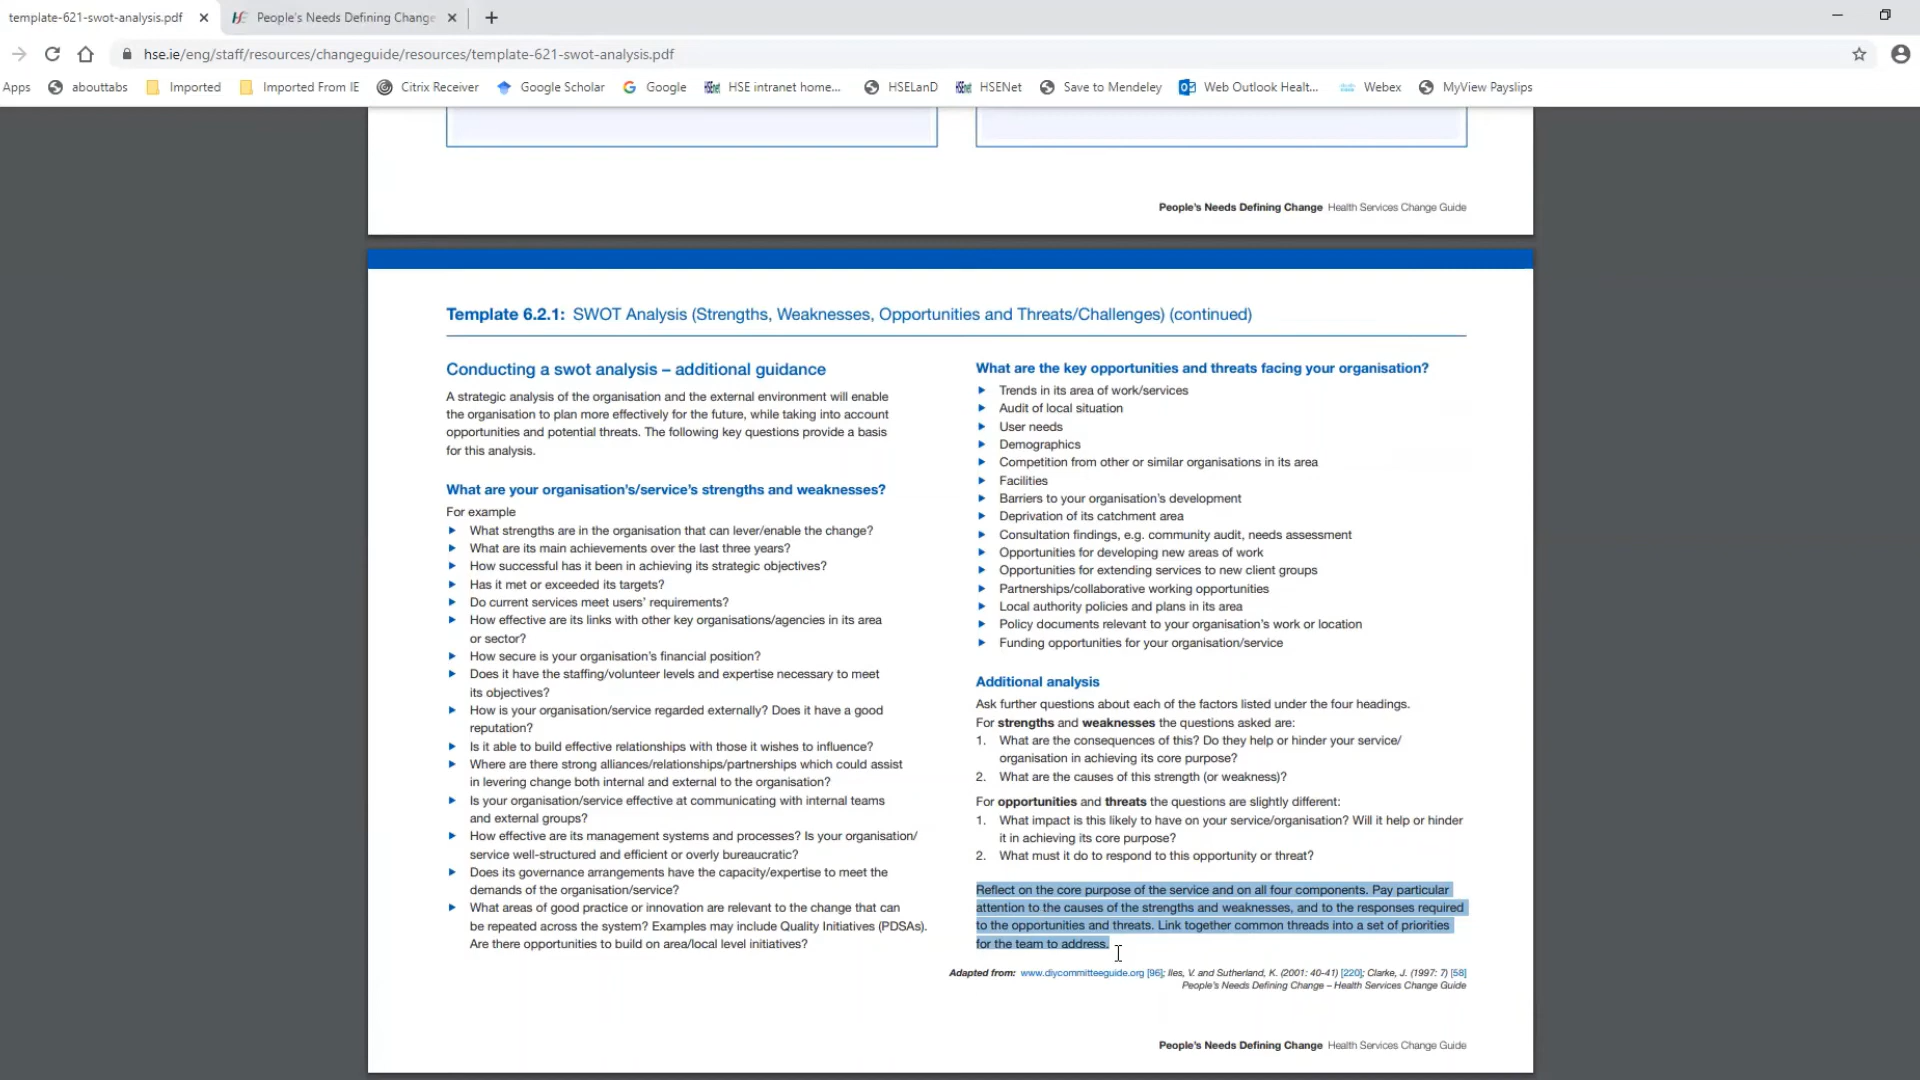 template-621-swot-analysis.pdf
People's Needs Defining Change
hse.ie/eng/staff/resources/changeguide/resources/template-621-swot-analysis.pdf
Apps abouttabs Imported Imported From IE Citrix Receiver Google Scholar Google HSE intranet home... HSELanD HSENet Save to Mendeley Web Outlook Healt... Webex MyView Payslips
People's Needs Defining Change Health Services Change Guide
Template 6.2.1: SWOT Analysis (Strengths, Weaknesses, Opportunities and Threats/Challenges) (continued)
Conducting a swot analysis – additional guidance
A strategic analysis of the organisation and the external environment will enable
the organisation to plan more effectively for the future, while taking into account
opportunities and potential threats. The following key questions provide a basis
for this analysis.
What are your organisation's/service's strengths and weaknesses?
For example
What strengths are in the organisation that can lever/enable the change?
What are its main achievements over the last three years?
How successful has it been in achieving its strategic objectives?
Has it met or exceeded its targets?
Do current services meet users' requirements?
How effective are its links with other key organisations/agencies in its area
or sector?
How secure is your organisation's financial position?
Does it have the staffing/volunteer levels and expertise necessary to meet
its objectives?
How is your organisation/service regarded externally? Does it have a good
reputation?
Is it able to build effective relationships with those it wishes to influence?
Where are there strong alliances/relationships/partnerships which could assist
in levering change both internal and external to the organisation?
Is your organisation/service effective at communicating with internal teams
and external groups?
How effective are its management systems and processes? Is your organisation/
service well-structured and efficient or overly bureaucratic?
Does its governance arrangements have the capacity/expertise to meet the
demands of the organisation/service?
What areas of good practice or innovation are relevant to the change that can
be repeated across the system? Examples may include Quality Initiatives (PDSAs).
Are there opportunities to build on area/local level initiatives?
What are the key opportunities and threats facing your organisation?
Trends in its area of work/services
Audit of local situation
User needs
Demographics
Competition from other or similar organisations in its area
Facilities
Barriers to your organisation's development
Deprivation of its catchment area
Consultation findings, e.g. community audit, needs assessment
Opportunities for developing new areas of work
Opportunities for extending services to new client groups
Partnerships/collaborative working opportunities
Local authority policies and plans in its area
Policy documents relevant to your organisation's work or location
Funding opportunities for your organisation/service
Additional analysis
Ask further questions about each of the factors listed under the four headings.
For strengths and weaknesses the questions asked are:
1. What are the consequences of this? Do they help or hinder your service/
organisation in achieving its core purpose?
2. What are the causes of this strength (or weakness)?
For opportunities and threats the questions are slightly different:
1. What impact is this likely to have on your service/organisation? Will it help or hinder
it in achieving its core purpose?
2. What must it do to respond to this opportunity or threat?
Reflect on the core purpose of the service and on all four components. Pay particular
attention to the causes of the strengths and weaknesses, and to the responses required
to the opportunities and threats. Link together common threads into a set of priorities
for the team to address.
Adapted from: www.diycommitteeguide.org [96]; Iles, V. and Sutherland, K. (2001: 40-41) [220]; Clarke, J. (1997: 7) [58]
People's Needs Defining Change – Health Services Change Guide
People's Needs Defining Change Health Services Change Guide